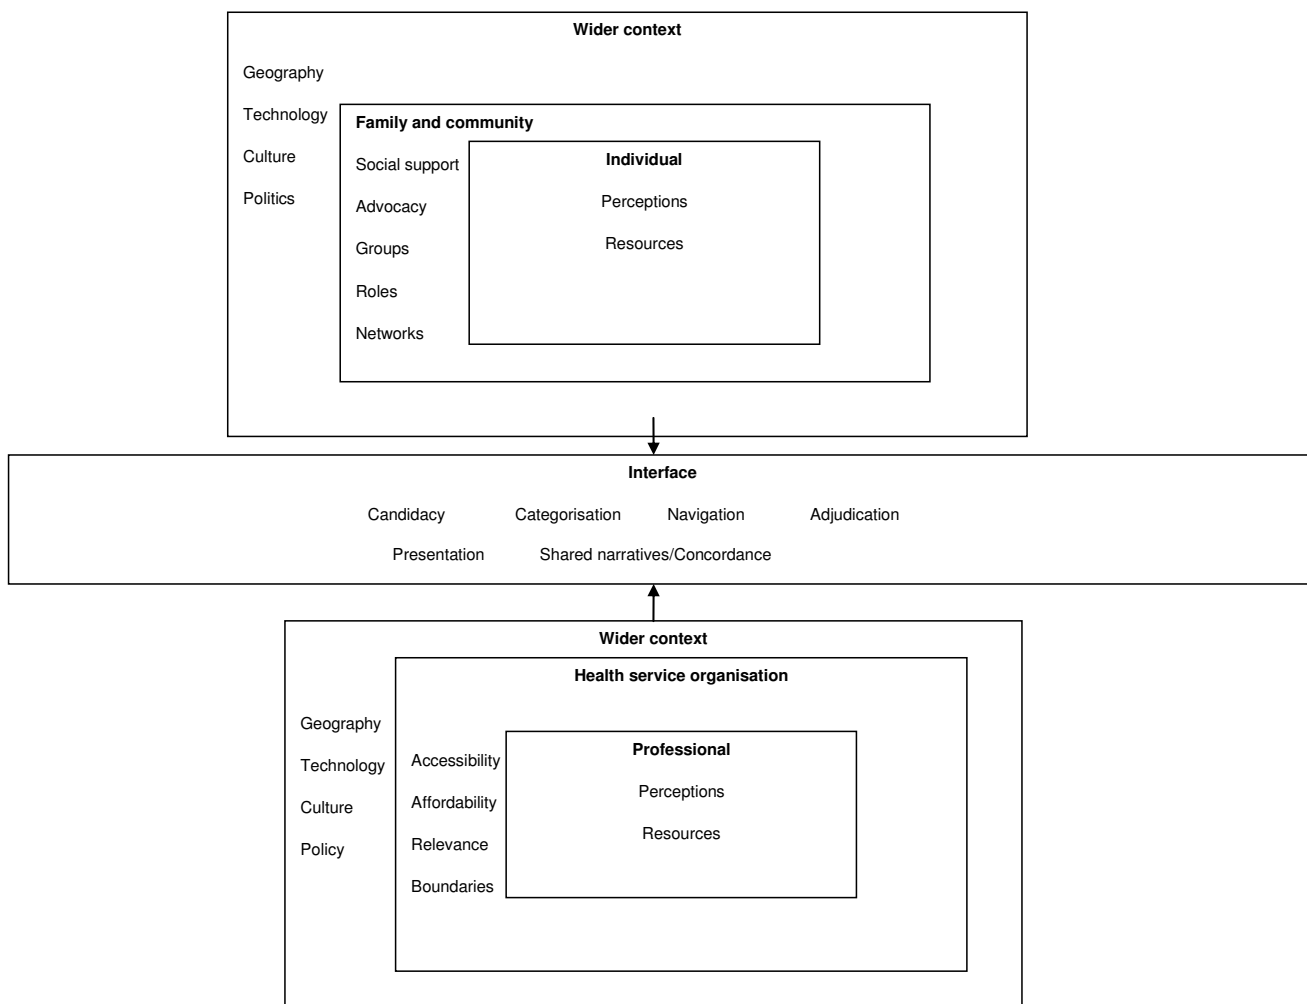 Wider context
Geography
Technology
Culture
Politics
Family and community
Social support
Advocacy
Groups
Roles
Networks
Individual
Perceptions
Resources
Interface
Candidacy Categorisation Navigation Adjudication
Presentation Shared narratives/Concordance
Wider context
Geography
Technology
Culture
Policy
Health service organisation
Accessibility
Affordability
Relevance
Boundaries
Professional
Perceptions
Resources